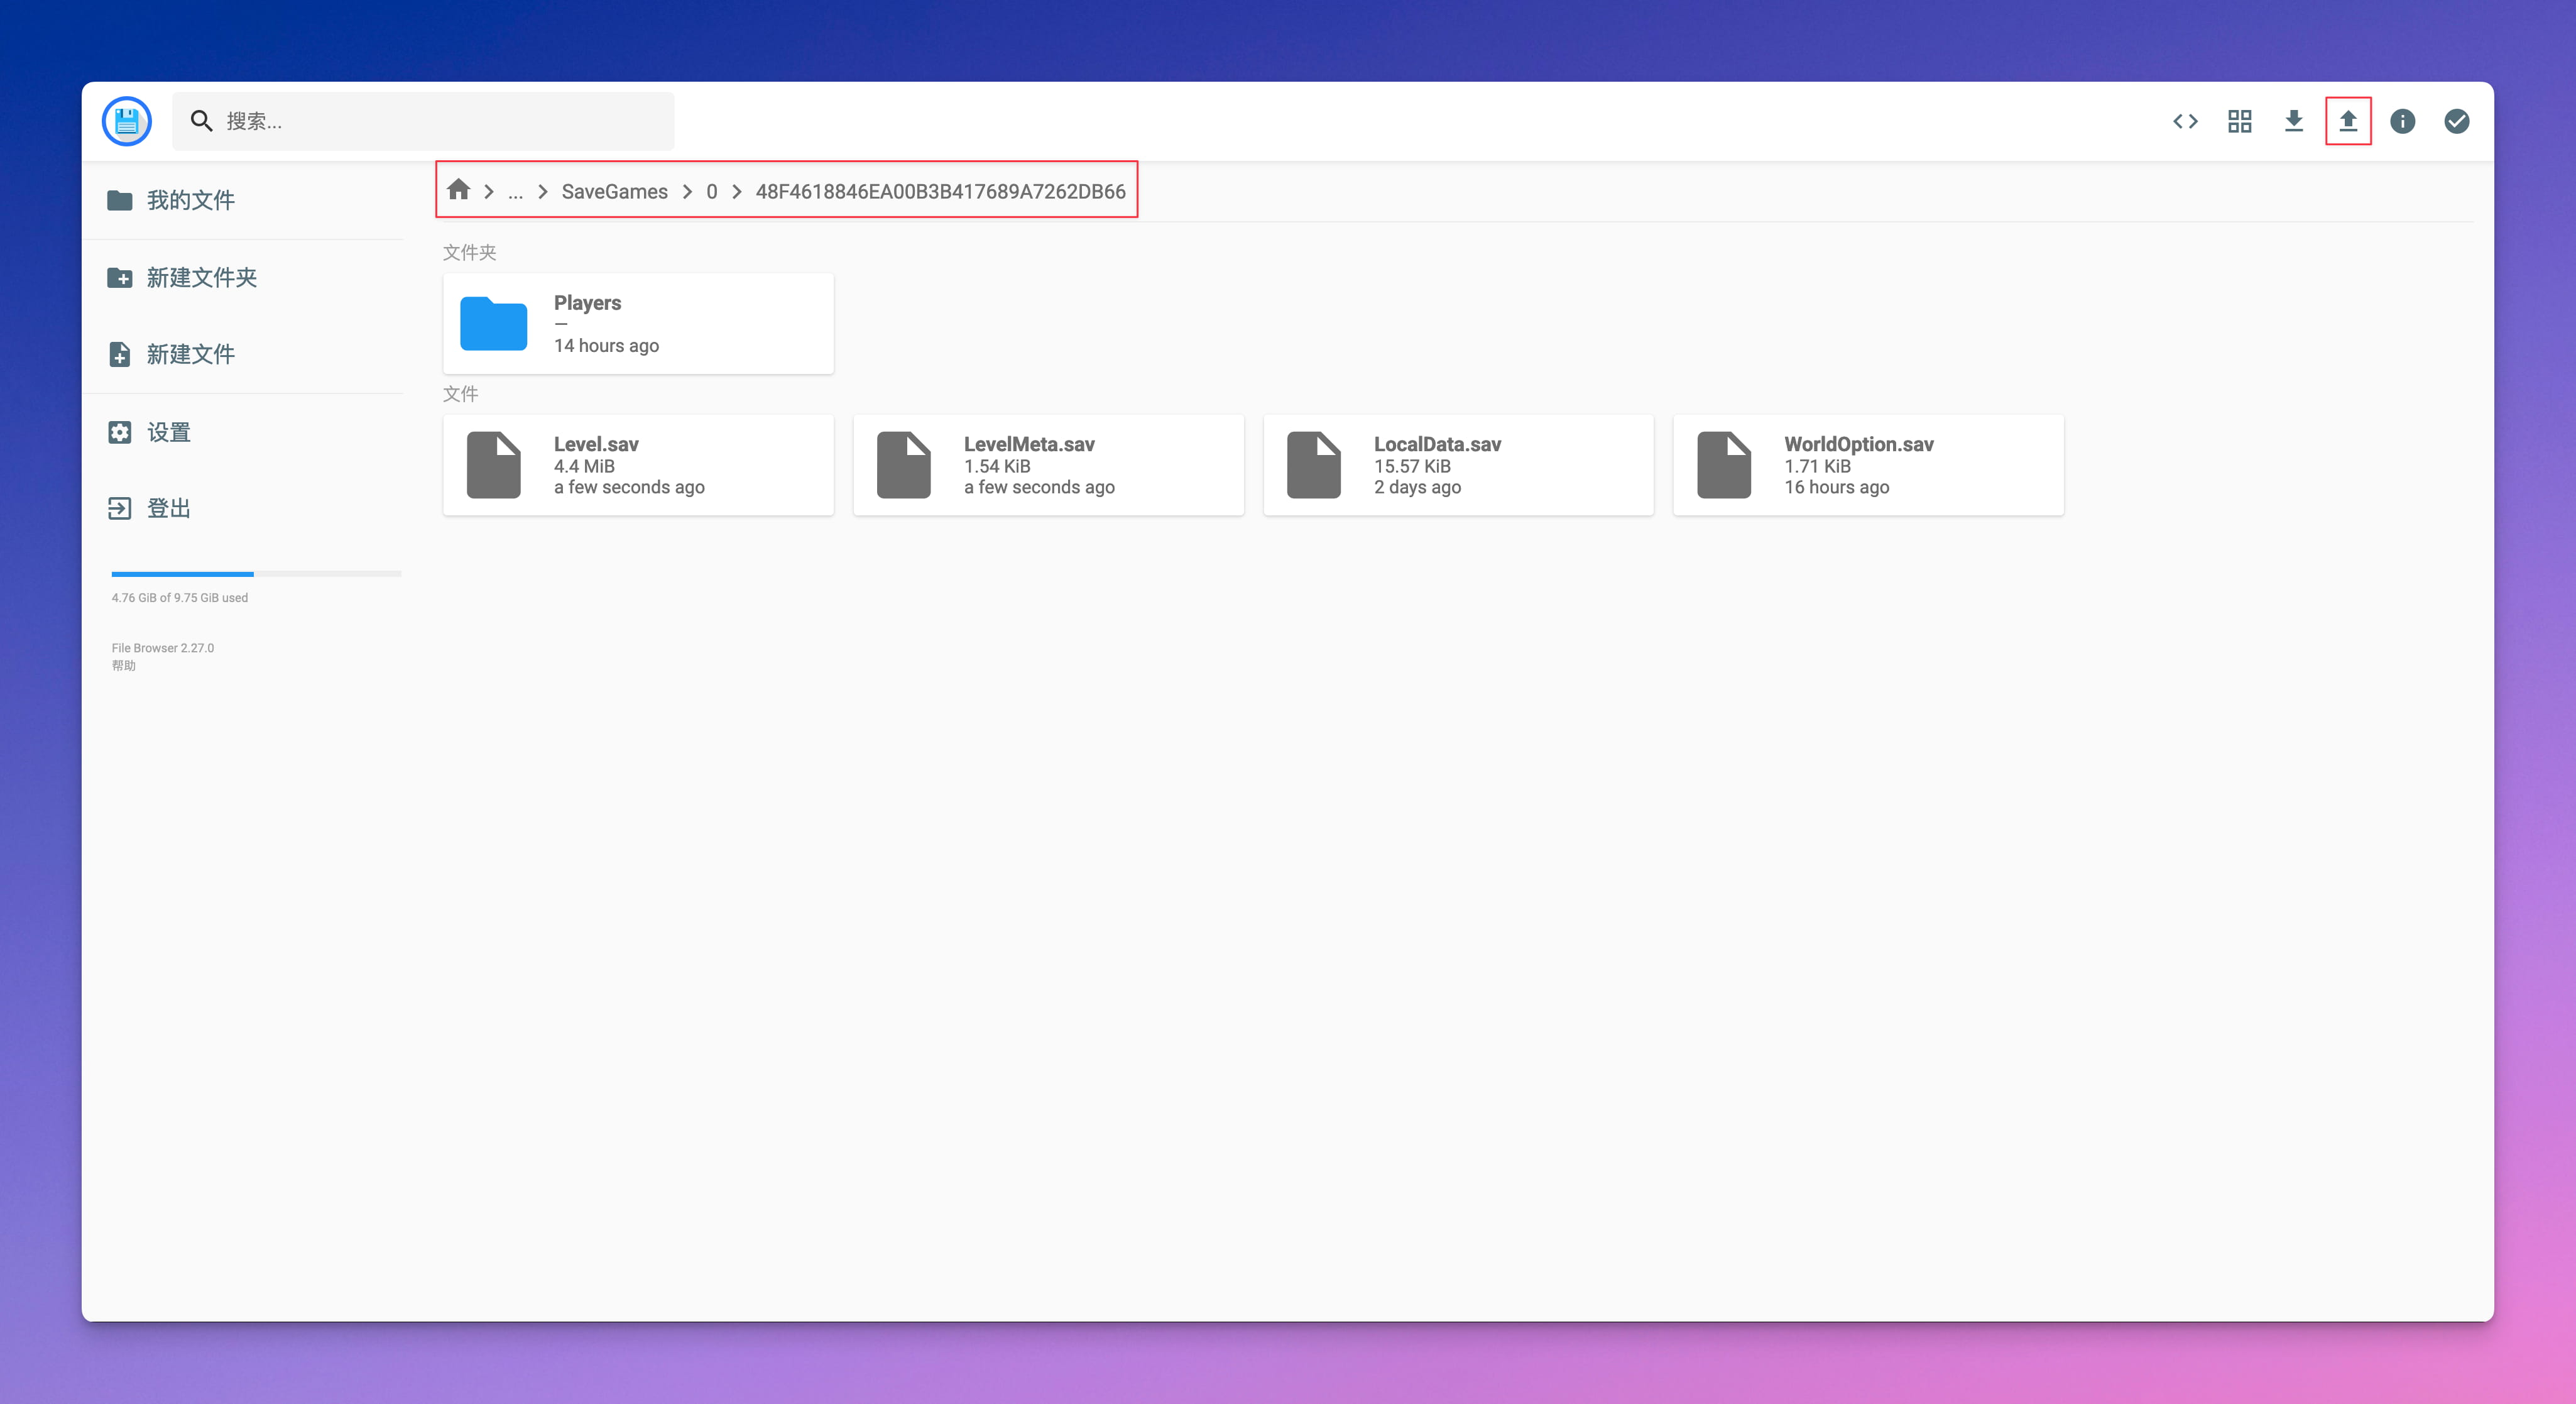 搜索...
我的文件
新建文件夹
新建文件
设置
登出
4.76 GiB of 9.75 GiB used
File Browser 2.27.0
帮助
... SaveGames 0 48F4618846EA00B3B417689A7262DB66
文件夹
Players
—
14 hours ago
文件
Level.sav
4.4 MiB
a few seconds ago
LevelMeta.sav
1.54 KiB
a few seconds ago
LocalData.sav
15.57 KiB
2 days ago
WorldOption.sav
1.71 KiB
16 hours ago